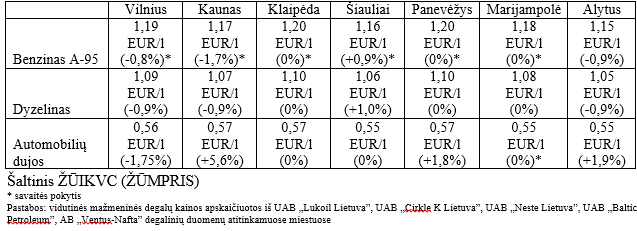 Vilnius Kaunas Klaipėda Šiauliai Panevėžys Marijampolė Alytus
Benzinas A-95 1,19 EUR/l (-0,8%)* 1,17 EUR/l (-1,7%)* 1,20 EUR/l (0%)* 1,16 EUR/l (+0,9%)* 1,20 EUR/l (0%)* 1,18 EUR/l (0%)* 1,15 EUR/l (-0,9%)
Dyzelinas 1,09 EUR/l (-0,9%) 1,07 EUR/l (-0,9%) 1,10 EUR/l (0%) 1,06 EUR/l (+1,0%) 1,10 EUR/l (0%) 1,08 EUR/l (0%) 1,05 EUR/l (-0,9%)
Automobilių dujos 0,56 EUR/l (-1,75%) 0,57 EUR/l (+5,6%) 0,57 EUR/l (0%) 0,55 EUR/l (0%) 0,57 EUR/l (+1,8%) 0,55 EUR/l (0%)* 0,55 EUR/l (+1,9%)
Šaltinis ŽŪIKVC (ŽŪMPRIS)
* savaitės pokytis
Pastabos: vidutinės mažmeninės degalų kainos apskaičiuotos iš UAB „Lukoil Lietuva”, UAB „Cirkle K Lietuva”, UAB „Neste Lietuva”, UAB „Baltic
Petroleum”, AB „Ventus-Nafta” degalinių duomenų atitinkamuose miestuose